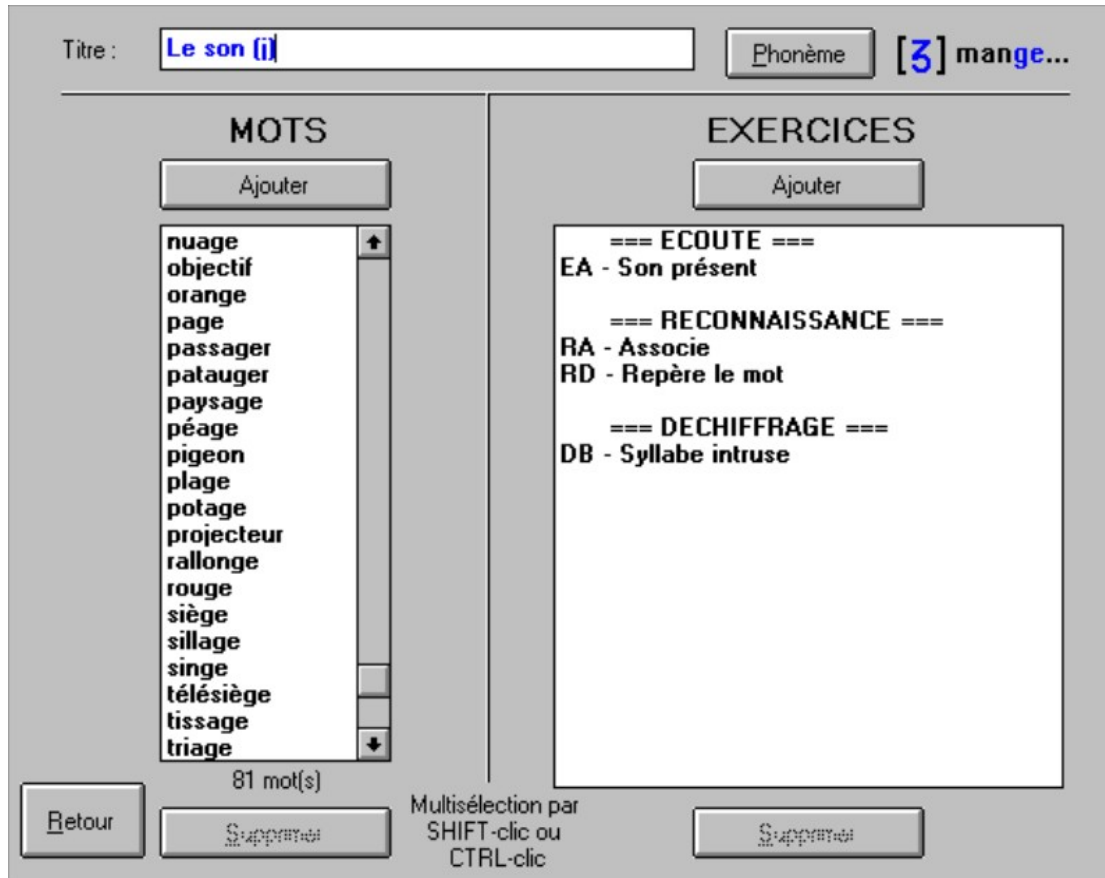 Titre :
Le son (j)
Phonème
[ʒ] mange...
MOTS
Ajouter
nuage
objectif
orange
page
passager
patauger
paysage
péage
pigeon
plage
potage
projecteur
rallonge
rouge
siège
sillage
singe
télésiège
tissage
triage
81 mot(s)
Supprimer
EXERCICES
Ajouter
=== ECOUTE ===
EA - Son présent
=== RECONNAISSANCE ===
RA - Associe
RD - Repère le mot
=== DECHIFFRAGE ===
DB - Syllabe intruse
Supprimer
Retour
Multisélection par
SHIFT-clic ou
CTRL-clic